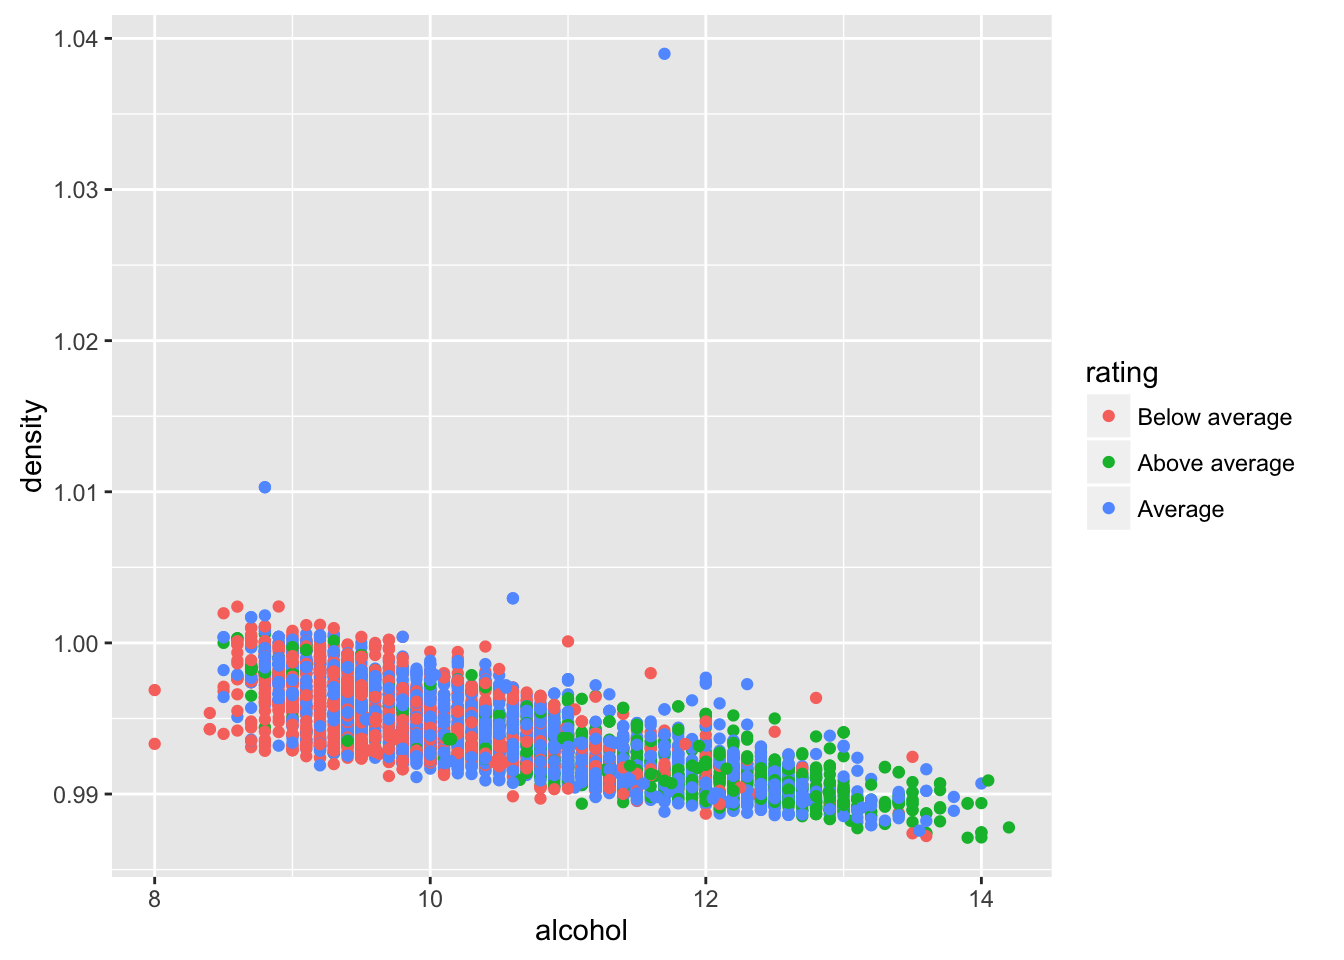 1.04
1.03
1.02
1.01
1.00
0.99
density
8 10 12 14
alcohol
rating
Below average
Above average
Average